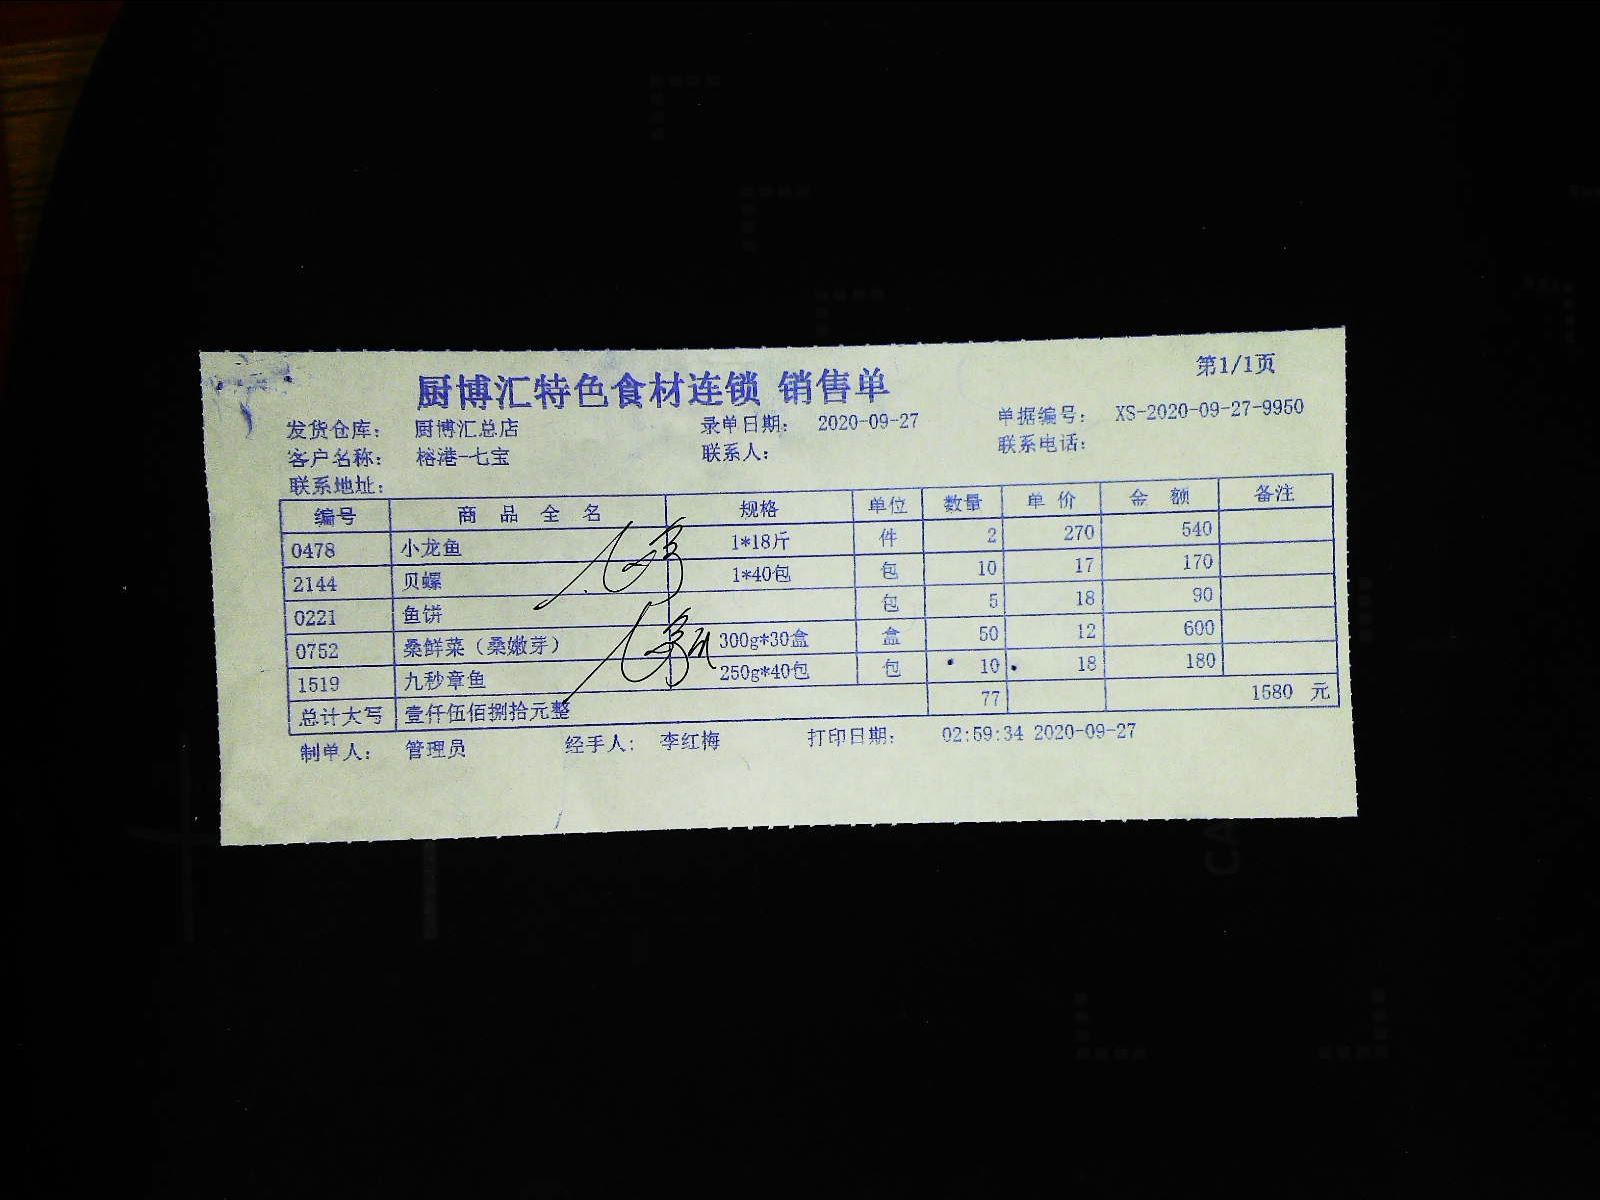 第1/1页
厨博汇特色食材连锁 销售单
发货仓库: 厨博汇总店 录单日期: 2020-09-27 单据编号: XS-2020-09-27-9950
客户名称: 榕港-七宝 联系人: 联系电话:
联系地址:
编号 商品全名 规格 单位 数量 单价 金额 备注
0478 小龙鱼 1*18斤 件 2 270 540
2144 贝螺 1*40包 包 10 17 170
0221 鱼饼 包 5 18 90
0752 桑鲜菜（桑嫩芽） 300g*30盒 盒 50 12 600
1519 九秒章鱼 250g*40包 包 10 18 180
总计大写 壹仟伍佰捌拾元整 77 1580 元
制单人: 管理员 经手人: 李红梅 打印日期: 02:59:34 2020-09-27